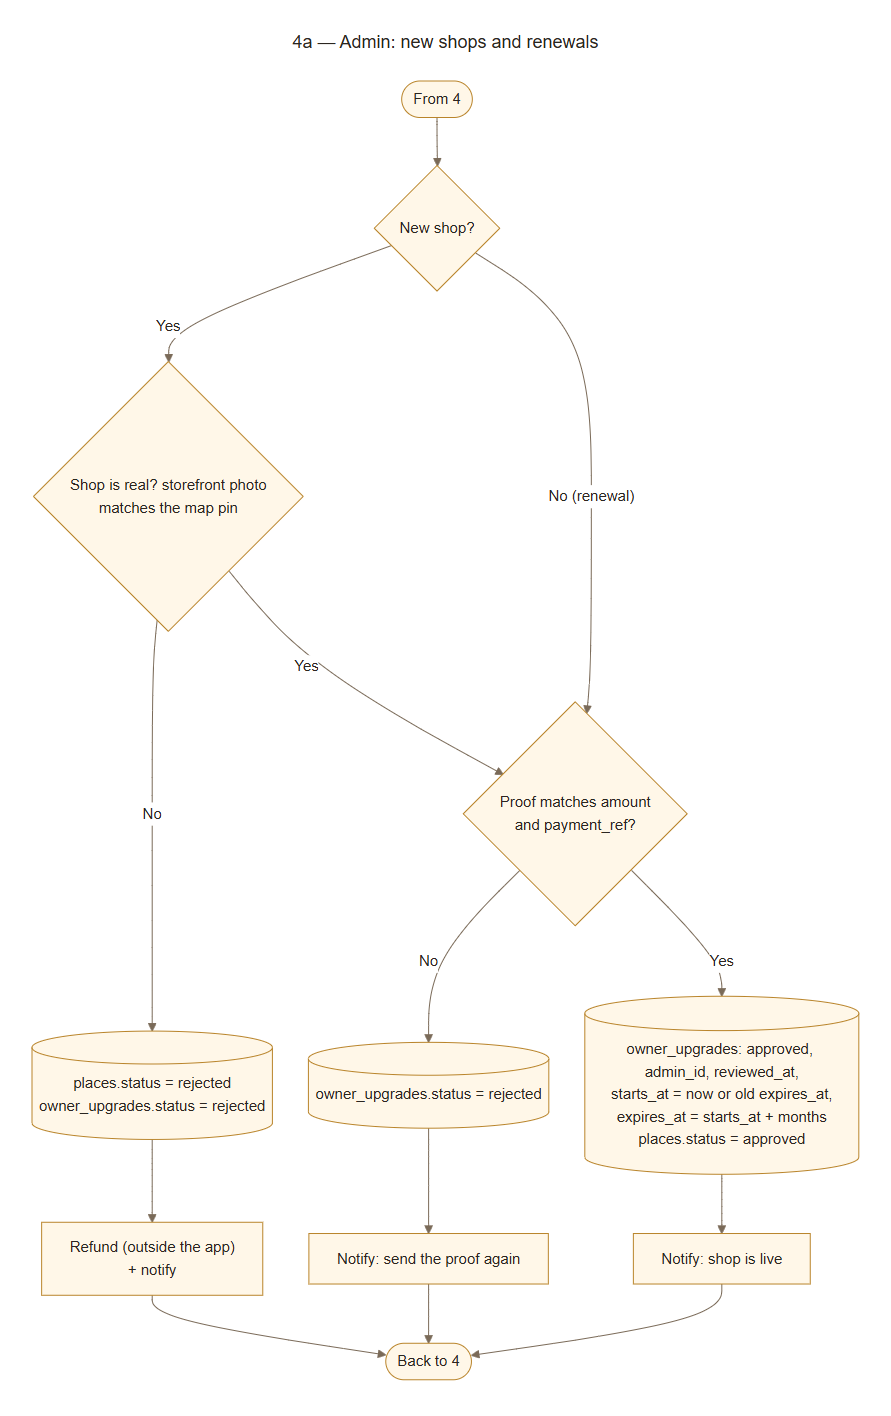 4a — Admin: new shops and renewals
From 4
New shop?
Yes
Shop is real? storefront photo
matches the map pin
No (renewal)
Yes
Proof matches amount
and payment_ref?
No
No
Yes
places.status = rejected
owner_upgrades.status = rejected
owner_upgrades.status = rejected
owner_upgrades: approved,
admin_id, reviewed_at,
starts_at = now or old expires_at,
expires_at = starts_at + months
places.status = approved
Refund (outside the app)
+ notify
Notify: send the proof again
Notify: shop is live
Back to 4